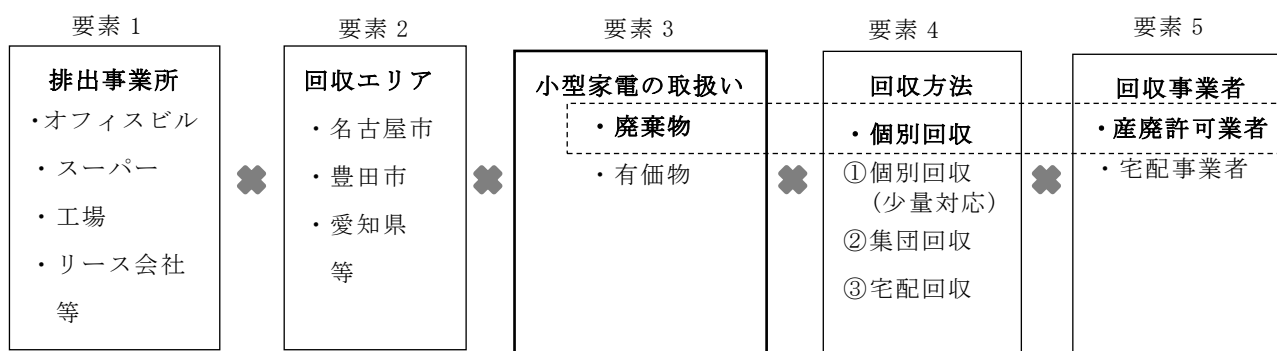 要素 1
排出事業所
・オフィスビル
・スーパー
・工場
・リース会社
等
要素 2
回収エリア
・名古屋市
・豊田市
・愛知県
等
要素 3
小型家電の取扱い
・廃棄物
・有価物
要素 4
回収方法
・個別回収
①個別回収
(少量対応)
②集団回収
③宅配回収
要素 5
回収事業者
・産廃許可業者
・宅配事業者